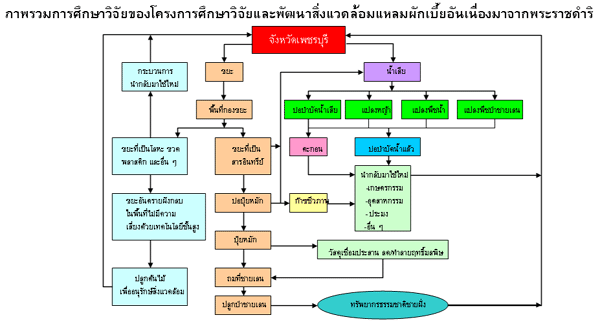 ภาพรวมการศึกษาวิจัยของโครงการศึกษาวิจัยและพัฒนาสิ่งแวดล้อมแหลมผักเบี้ยอันเนื่องมาจากพระราชดำริ
จังหวัดเพชรบุรี
กระบวนการ
นำกลับมาใช้ใหม่
ขยะ
น้ำเสีย
พื้นที่กองขยะ
บ่อบำบัดน้ำเสีย
แปลงหญ้า
แปลงพืชน้ำ
แปลงพืชป่าชายเลน
ขยะที่เป็นโลหะ ขวด
พลาสติก และอื่น ๆ
ขยะที่เป็น
สารอินทรีย์
ตะกอน
บ่อบำบัดน้ำแล้ว
นำกลับมาใช้ใหม่
-เกษตรกรรม
-อุตสาหกรรม
-ประมง
-อื่น ๆ
ขยะอันตรายฝังกลบ
ในพื้นที่ไม่มีความ
เสี่ยงด้วยเทคโนโลยีชั้นสูง
บ่อปุ๋ยหมัก
ก๊าซชีวภาพ
ปุ๋ยหมัก
วัสดุเชื่อมประสาน ลด/ทำลายฤทธิ์มลพิษ
ปลูกต้นไม้
เพื่ออนุรักษ์สิ่งแวดล้อม
ถมที่ชายเลน
ปลูกป่าชายเลน
ทรัพยากรธรรมชาติชายฝั่ง